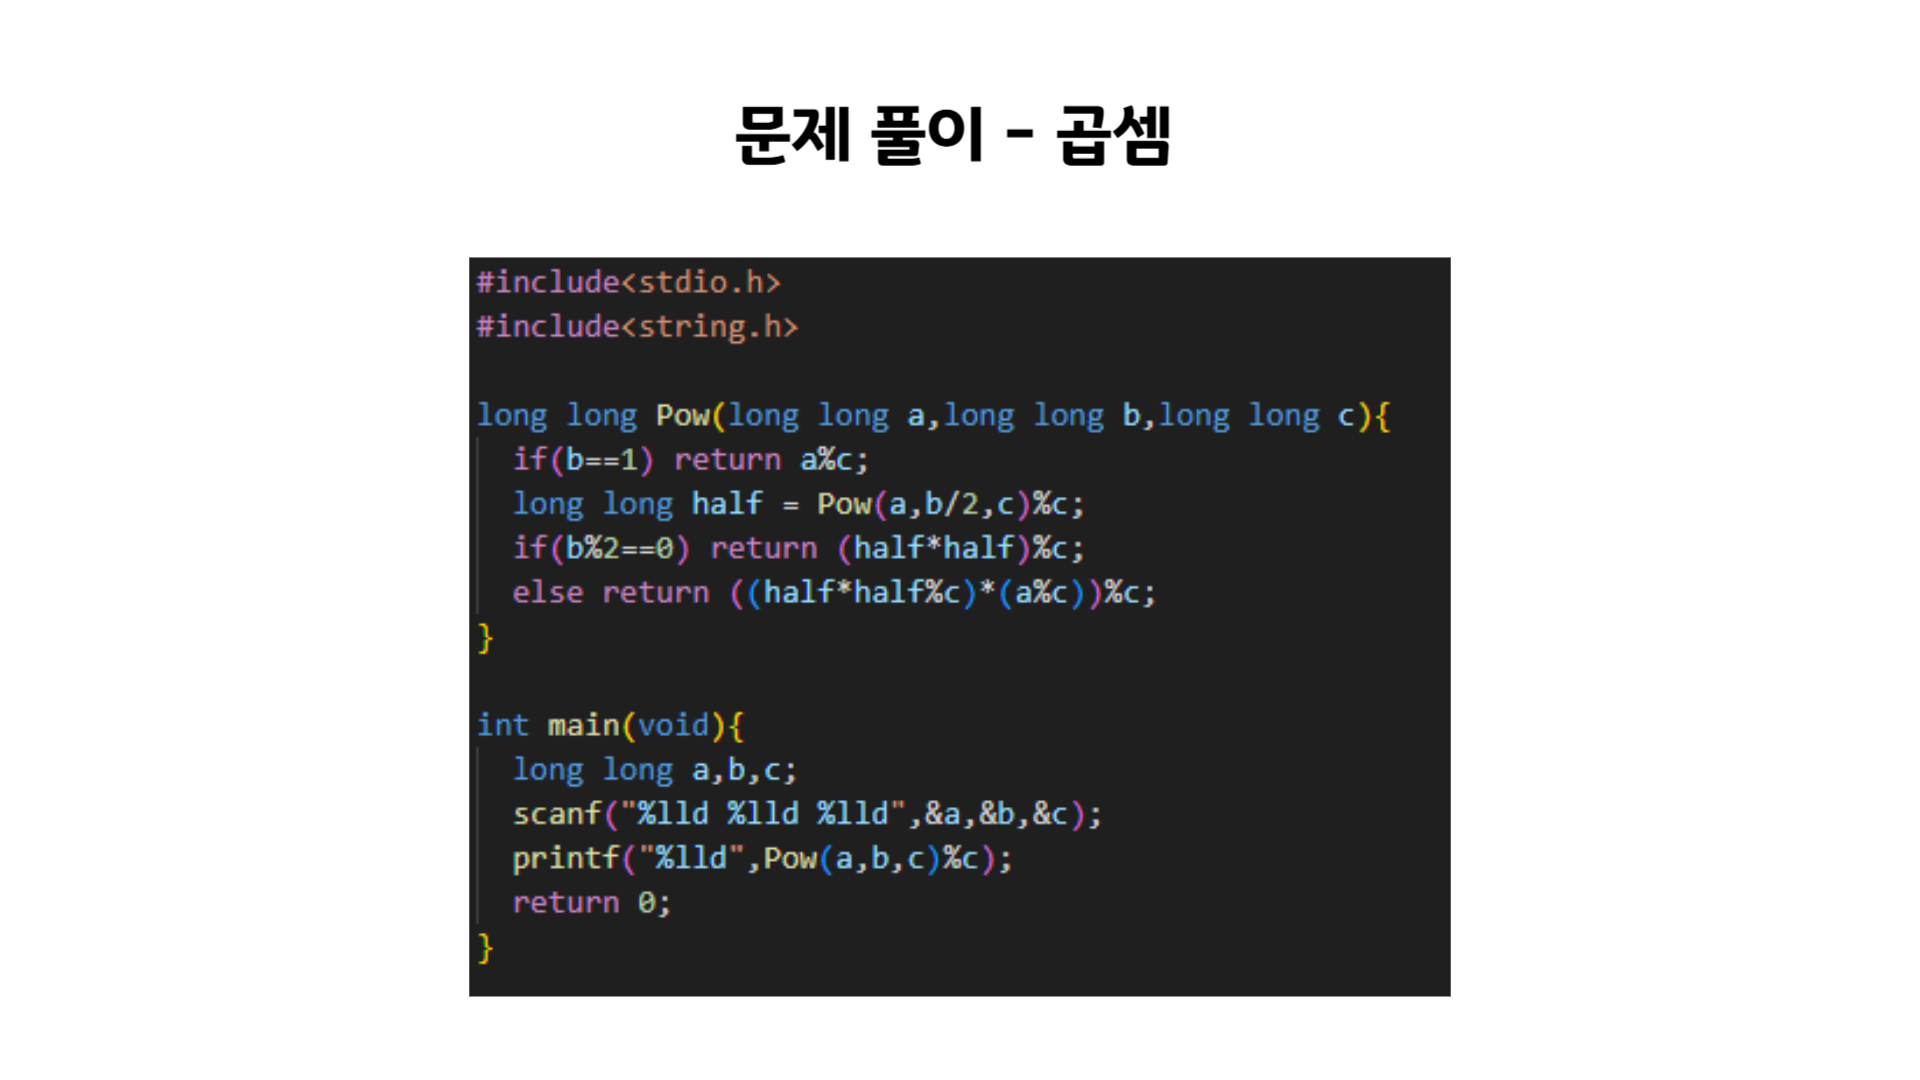 문제 풀이 - 곱셈
#include<stdio.h>
#include<string.h>
long long Pow(long long a,long long b,long long c){
if(b==1) return a%c;
long long half = Pow(a,b/2,c)%c;
if(b%2==0) return (half*half)%c;
else return ((half*half%c)*(a%c))%c;
}
int main(void){
long long a,b,c;
scanf("%lld %lld %lld",&a,&b,&c);
printf("%lld",Pow(a,b,c)%c);
return 0;
}